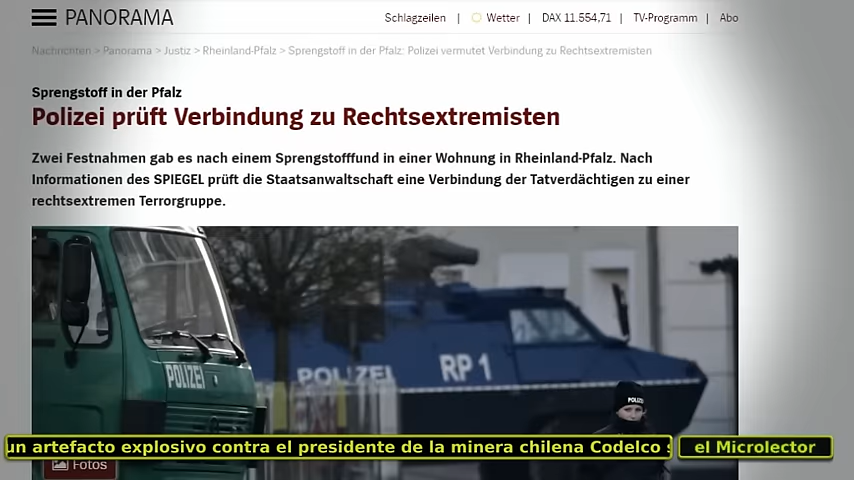 PANORAMA
Schlagzeilen | Wetter | DAX 11.554,71 | TV-Programm | Abo
Nachrichten > Panorama > Justiz > Rheinland-Pfalz > Sprengstoff in der Pfalz: Polizei vermutet Verbindung zu Rechtsextremisten
Sprengstoff in der Pfalz
Polizei prüft Verbindung zu Rechtsextremisten
Zwei Festnahmen gab es nach einem Sprengstofffund in einer Wohnung in Rheinland-Pfalz. Nach
Informationen des SPIEGEL prüft die Staatsanwaltschaft eine Verbindung der Tatverdächtigen zu einer
rechtsextremen Terrorgruppe.
POLIZEI
POLIZEI
RP 1
POLIZEI
un artefacto explosivo contra el presidente de la minera chilena Codelco
el Microlector
Fotos